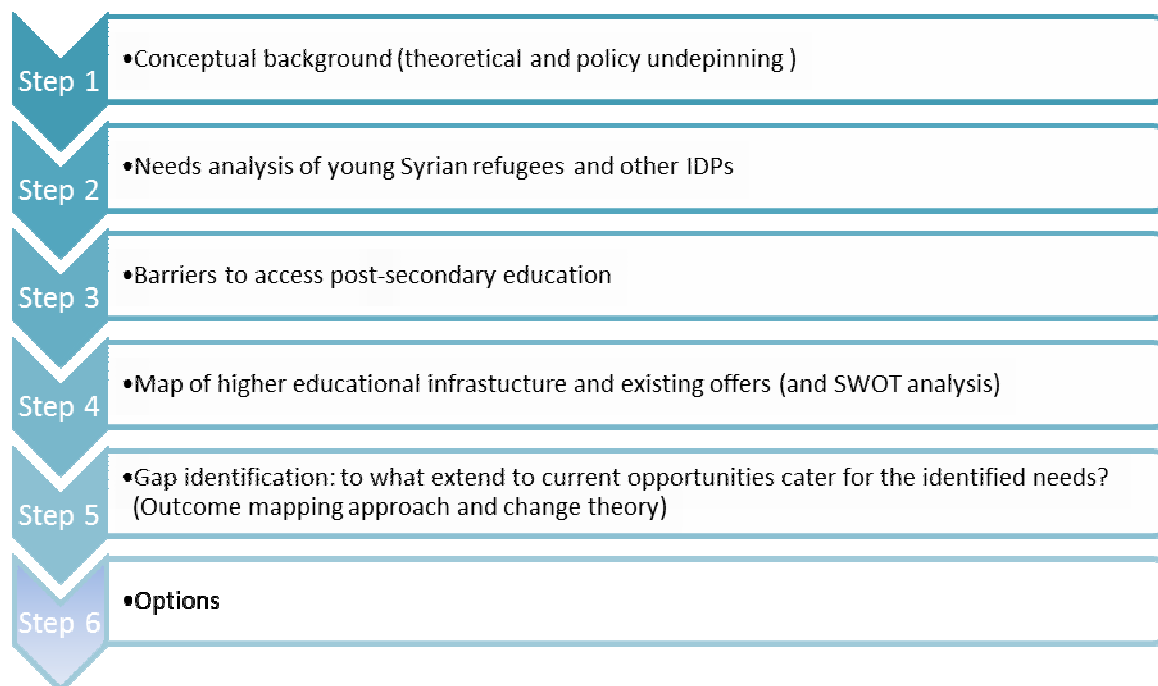 Step 1
•Conceptual background (theoretical and policy undepinning )
Step 2
•Needs analysis of young Syrian refugees and other IDPs
Step 3
•Barriers to access post-secondary education
Step 4
•Map of higher educational infrastucture and existing offers (and SWOT analysis)
Step 5
•Gap identification: to what extend to current opportunities cater for the identified needs?
(Outcome mapping approach and change theory)
Step 6
•Options